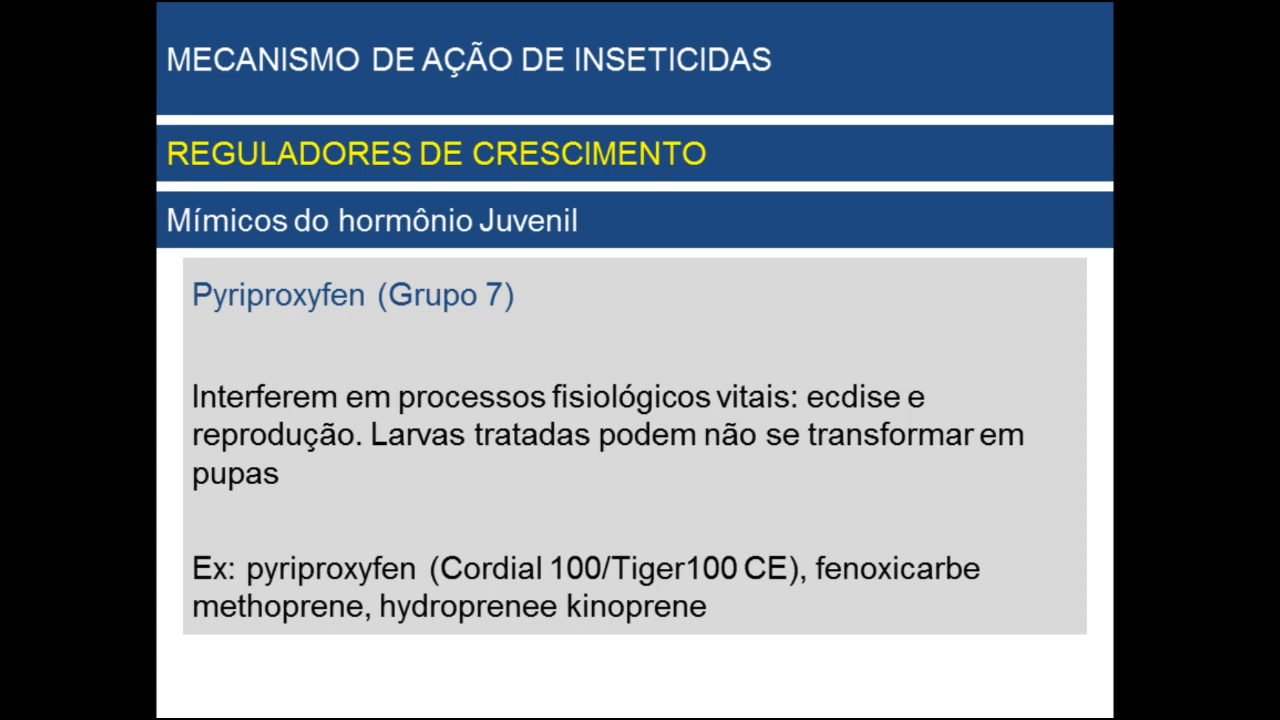 MECANISMO DE AÇÃO DE INSETICIDAS
REGULADORES DE CRESCIMENTO
Mímicos do hormônio Juvenil
Pyriproxyfen (Grupo 7)
Interferem em processos fisiológicos vitais: ecdise e
reprodução. Larvas tratadas podem não se transformar em
pupas
Ex: pyriproxyfen (Cordial 100/Tiger100 CE), fenoxicarbe
methoprene, hydroprenee kinoprene